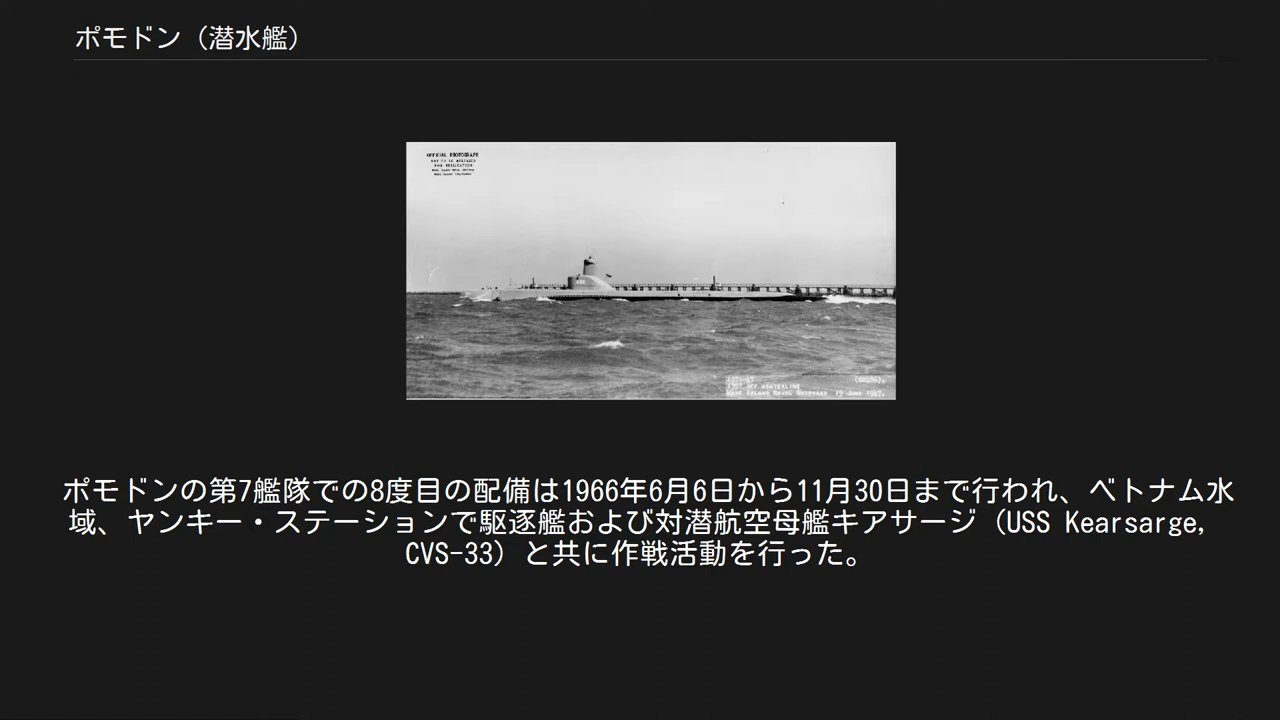 ポモドン（潜水艦）
OFFICIAL PHOTOGRAPH
ポモドンの第7艦隊での8度目の配備は1966年6月6日から11月30日まで行われ、ベトナム水
域、ヤンキー・ステーションで駆逐艦および対潜航空母艦キアサージ（USS Kearsarge,
CVS-33）と共に作戦活動を行った。